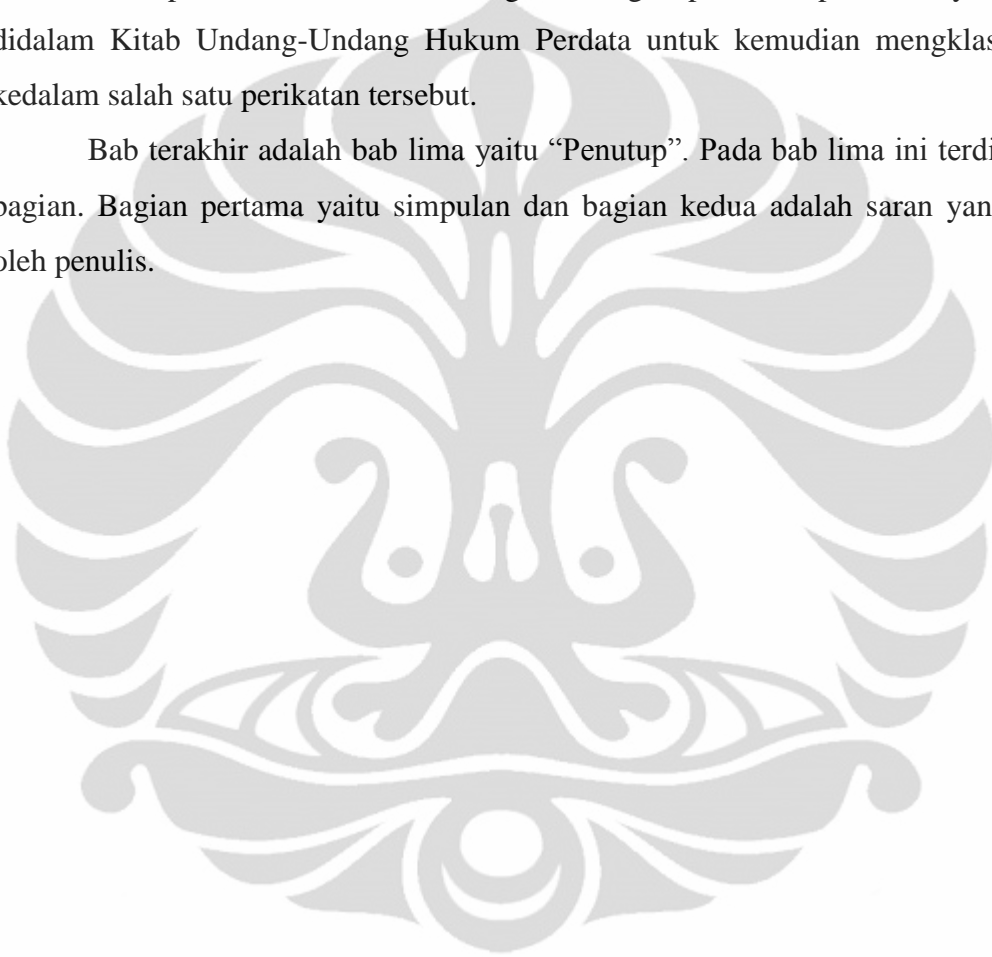 didalam Kitab Undang-Undang Hukum Perdata untuk kemudian mengklas
kedalam salah satu perikatan tersebut.
Bab terakhir adalah bab lima yaitu “Penutup”. Pada bab lima ini terdi
bagian. Bagian pertama yaitu simpulan dan bagian kedua adalah saran yan
oleh penulis.